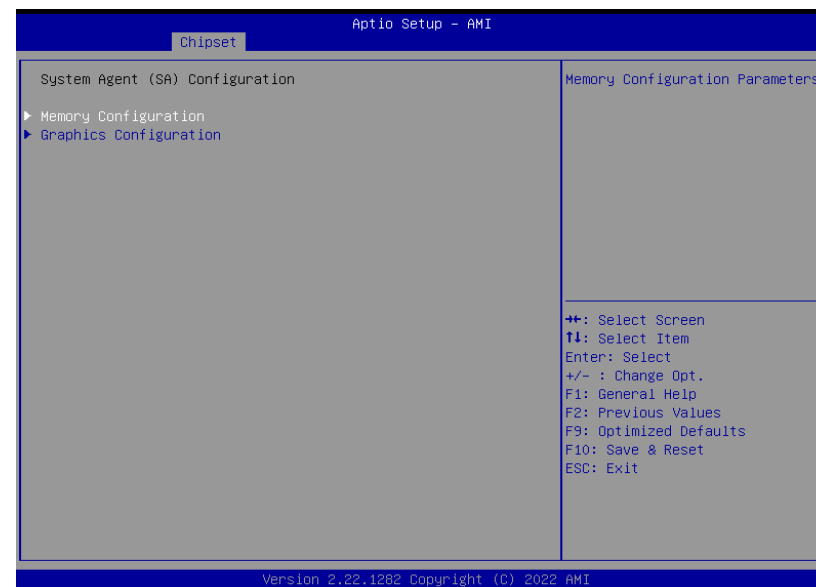 Aptio Setup – AMI
Chipset
System Agent (SA) Configuration
Memory Configuration
Graphics Configuration
Memory Configuration Parameters
→←: Select Screen
↑↓: Select Item
Enter: Select
+/- : Change Opt.
F1: General Help
F2: Previous Values
F9: Optimized Defaults
F10: Save & Reset
ESC: Exit
Version 2.22.1282 Copyright (C) 2022 AMI